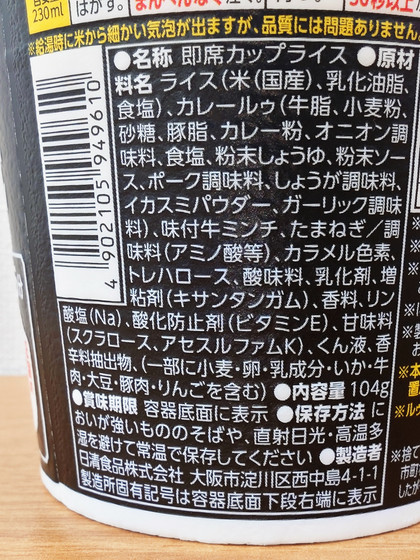 230ml
はがす。
※給湯時に米から細かい気泡が出ますが、品質には問題ありません。
●名称 即席カップライス ●原材
料名 ライス(米(国産)、乳化油脂、
食塩)、カレールゥ(牛脂、小麦粉、
砂糖、豚脂、カレー粉、オニオン調
味料、食塩、粉末しょうゆ、粉末ソー
ス、ポーク調味料、しょうが調味料、
イカスミパウダー、ガーリック調味
料)、味付牛ミンチ、たまねぎ/調
味料(アミノ酸等)、カラメル色素、
トレハロース、酸味料、乳化剤、増
粘剤(キサンタンガム)、香料、リン
酸塩(Na)、酸化防止剤(ビタミンE)、甘味料
(スクラロース、アセスルファムK)、くん液、香
辛料抽出物、(一部に小麦・卵・乳成分・いか・牛
肉・大豆・豚肉・りんごを含む) ●内容量 104g
●賞味期限 容器底面に表示 ●保存方法 に
おいが強いもののそばや、直射日光・高温多
湿を避けて常温で保存してください ●製造者
日清食品株式会社 大阪市淀川区西中島4-1-1
製造所固有記号は容器底面下段右端に表示
4 902105 949610